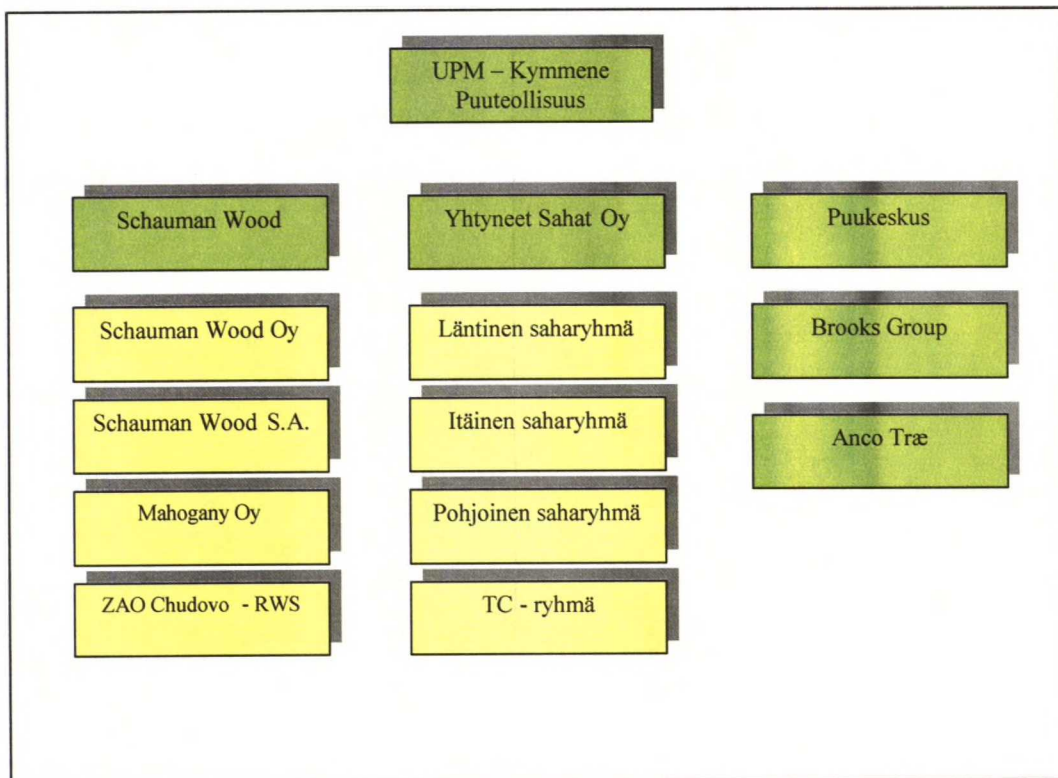 UPM – Kymmene
Puuteollisuus
Schauman Wood
Schauman Wood Oy
Schauman Wood S.A.
Mahogany Oy
ZAO Chudovo - RWS
Yhtyneet Sahat Oy
Läntinen saharyhmä
Itäinen saharyhmä
Pohjoinen saharyhmä
TC - ryhmä
Puukeskus
Brooks Group
Anco Træ